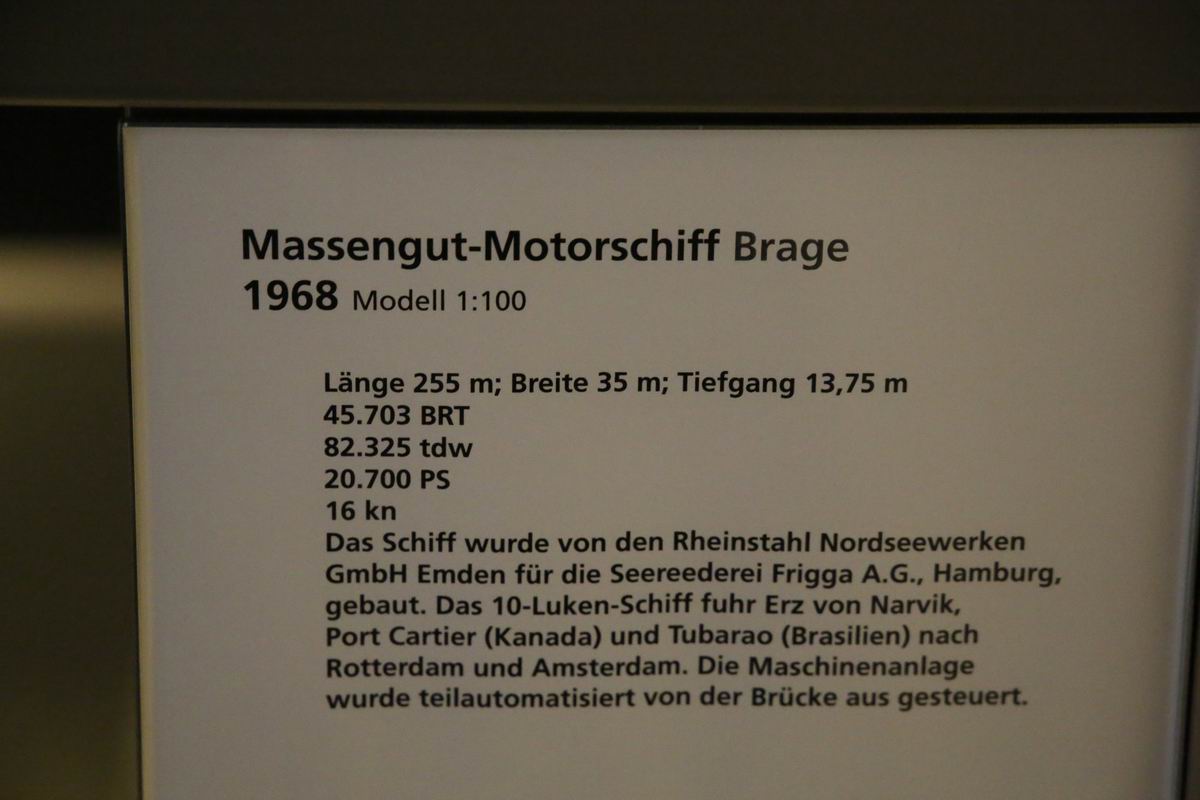 Massengut-Motorschiff Brage
1968 Modell 1:100
Länge 255 m; Breite 35 m; Tiefgang 13,75 m
45.703 BRT
82.325 tdw
20.700 PS
16 kn
Das Schiff wurde von den Rheinstahl Nordseewerken
GmbH Emden für die Seereederei Frigga A.G., Hamburg,
gebaut. Das 10-Luken-Schiff fuhr Erz von Narvik,
Port Cartier (Kanada) und Tubarao (Brasilien) nach
Rotterdam und Amsterdam. Die Maschinenanlage
wurde teilautomatisiert von der Brücke aus gesteuert.